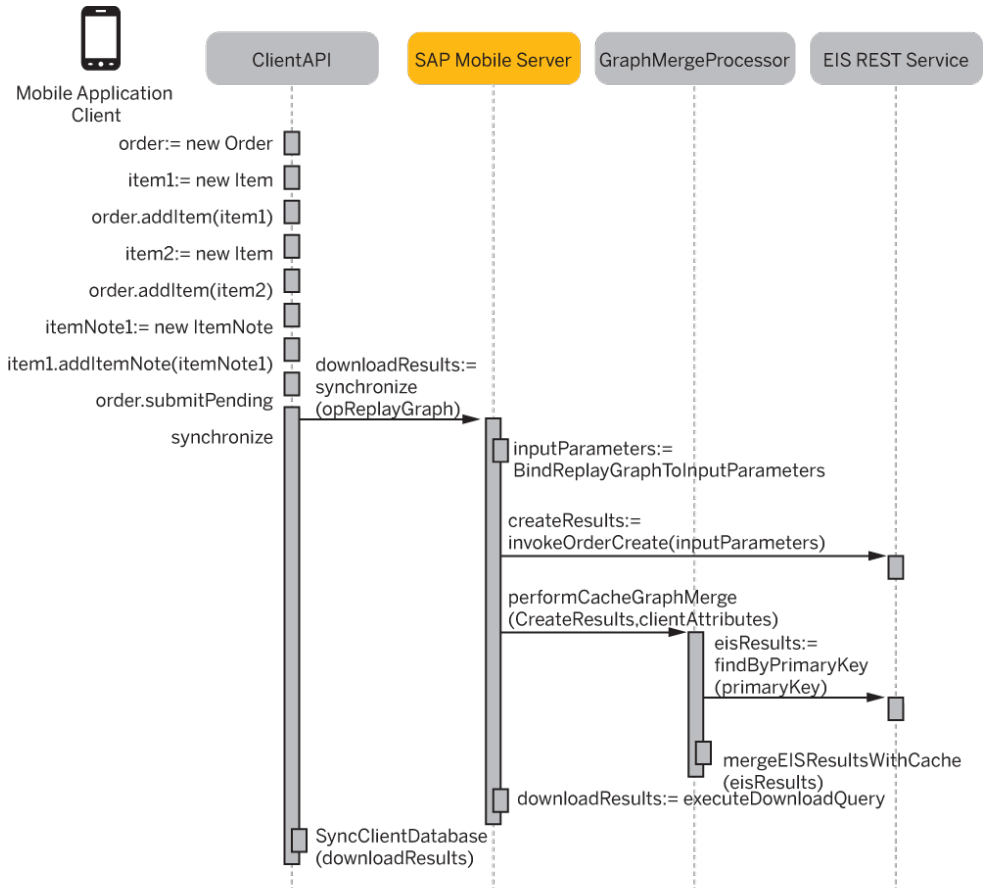 ClientAPI
SAP Mobile Server
GraphMergeProcessor
EIS REST Service
Mobile Application
Client
order:= new Order
item1:= new Item
order.addItem(item1)
item2:= new Item
order.addItem(item2)
itemNote1:= new ItemNote
item1.addItemNote(itemNote1)
order.submitPending
synchronize
downloadResults:=
synchronize
(opReplayGraph)
inputParameters:=
BindReplayGraphToInputParameters
createResults:=
invokeOrderCreate(inputParameters)
performCacheGraphMerge
(CreateResults,clientAttributes)
eisResults:=
findByPrimaryKey
(primaryKey)
mergeEISResultsWithCache
(eisResults)
downloadResults:= executeDownloadQuery
SyncClientDatabase
(downloadResults)